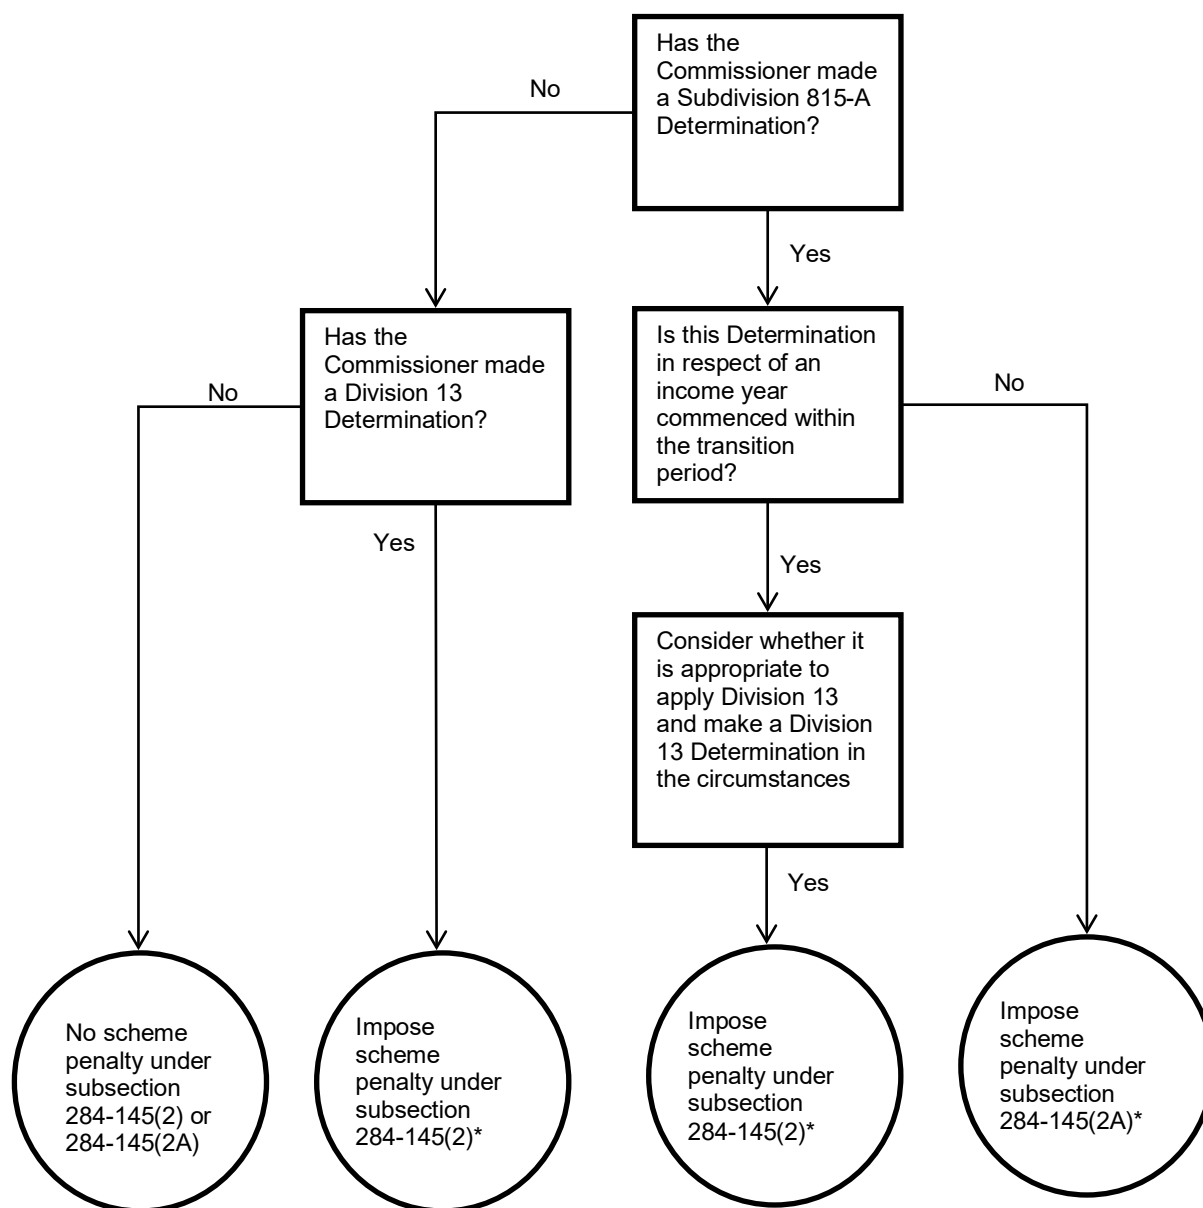 Has the
Commissioner made
a Subdivision 815-A
Determination?
No
Yes
Has the
Commissioner made
a Division 13
Determination?
Is this Determination
in respect of an
income year
commenced within
the transition
period?
No
No
Yes
Yes
Consider whether it
is appropriate to
apply Division 13
and make a Division
13 Determination in
the circumstances
Yes
No scheme
penalty under
subsection
284-145(2) or
284-145(2A)
Impose
scheme
penalty under
subsection
284-145(2)*
Impose
scheme
penalty under
subsection
284-145(2)*
Impose
scheme
penalty under
subsection
284-145(2A)*